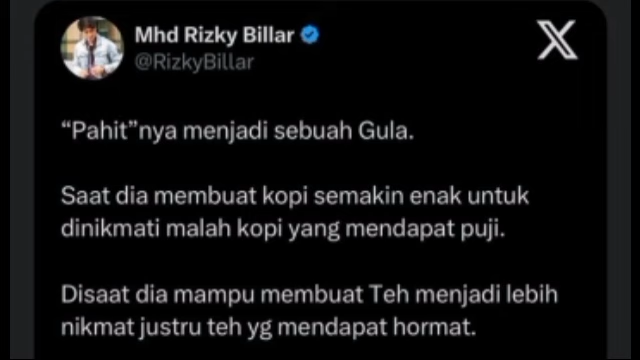 Mhd Rizky Billar
@RizkyBillar
“Pahit”nya menjadi sebuah Gula.
Saat dia membuat kopi semakin enak untuk
dinikmati malah kopi yang mendapat puji.
Disaat dia mampu membuat Teh menjadi lebih
nikmat justru teh yg mendapat hormat.